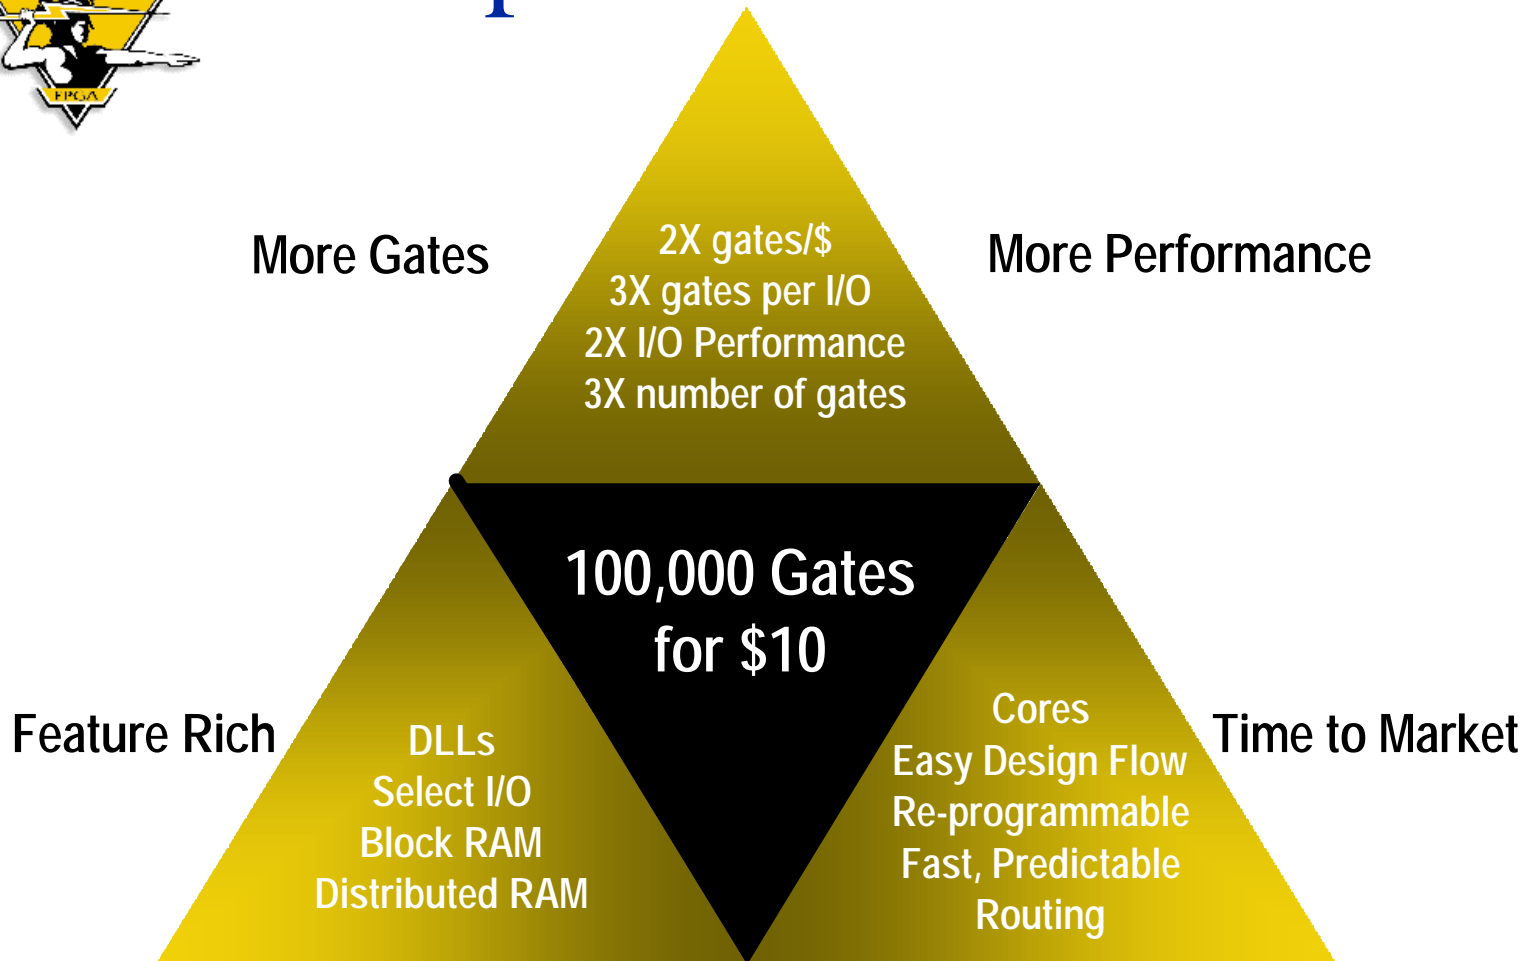 FPGA
More Gates
More Performance
2X gates/$
3X gates per I/O
2X I/O Performance
3X number of gates
100,000 Gates
for $10
Feature Rich
DLLs
Select I/O
Block RAM
Distributed RAM
Cores
Easy Design Flow
Re-programmable
Fast, Predictable
Routing
Time to Market